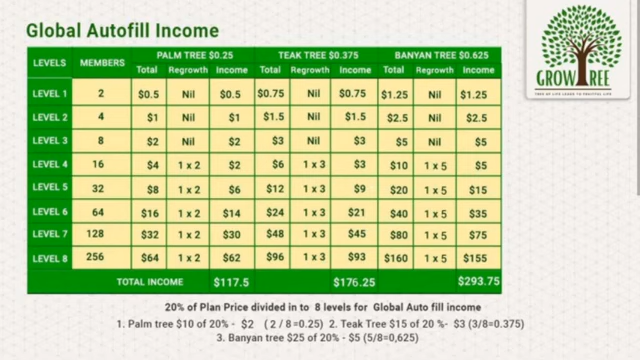 Global Autofill Income
LEVELS MEMBERS PALM TREE $0.25 TEAK TREE $0.375 BANYAN TREE $0.625
Total Regrowth Income Total Regrowth Income Total Regrowth Income
LEVEL 1 2 $0.5 Nil $0.5 $0.75 Nil $0.75 $1.25 Nil $1.25
LEVEL 2 4 $1 Nil $1 $1.5 Nil $1.5 $2.5 Nil $2.5
LEVEL 3 8 $2 Nil $2 $3 Nil $3 $5 Nil $5
LEVEL 4 16 $4 1 x 2 $2 $6 1 x 3 $3 $10 1 x 5 $5
LEVEL 5 32 $8 1 x 2 $6 $12 1 x 3 $9 $20 1 x 5 $15
LEVEL 6 64 $16 1 x 2 $14 $24 1 x 3 $21 $40 1 x 5 $35
LEVEL 7 128 $32 1 x 2 $30 $48 1 x 3 $45 $80 1 x 5 $75
LEVEL 8 256 $64 1 x 2 $62 $96 1 x 3 $93 $160 1 x 5 $155
TOTAL INCOME $117.5 $176.25 $293.75
20% of Plan Price divided in to 8 levels for Global Auto fill income
1. Palm tree $10 of 20% - $2 ( 2 / 8 =0.25) 2. Teak Tree $15 of 20 %- $3 (3/8=0.375)
3. Banyan tree $25 of 20% - $5 (5/8=0,625)
GROW TREE
TREE OF LIFE LEADS TO FRUITFUL LIFE